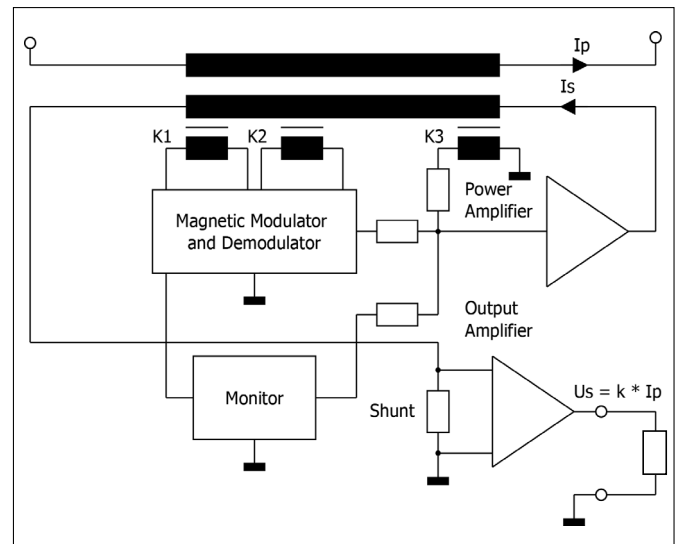 Ip
Is
K1
K2
K3
Power
Amplifier
Magnetic Modulator
and Demodulator
Output
Amplifier
Us = k * Ip
Monitor
Shunt